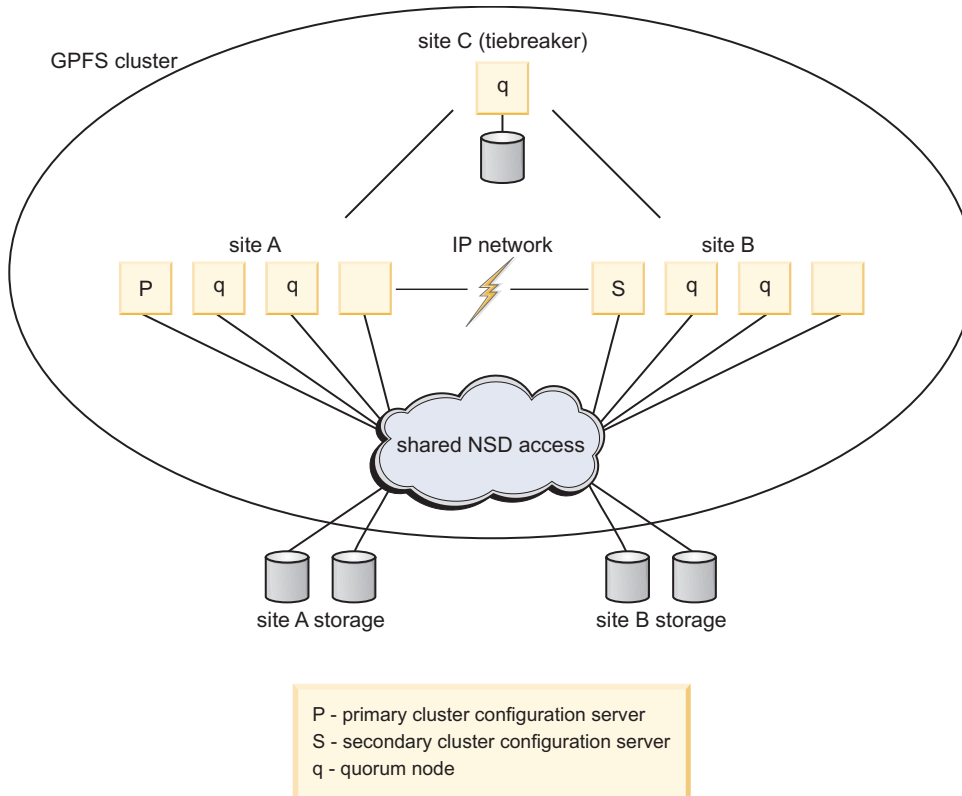 site C (tiebreaker)
GPFS cluster
q
site A
IP network
site B
P
q
q
S
q
q
shared NSD access
site A storage
site B storage
P - primary cluster configuration server
S - secondary cluster configuration server
q - quorum node